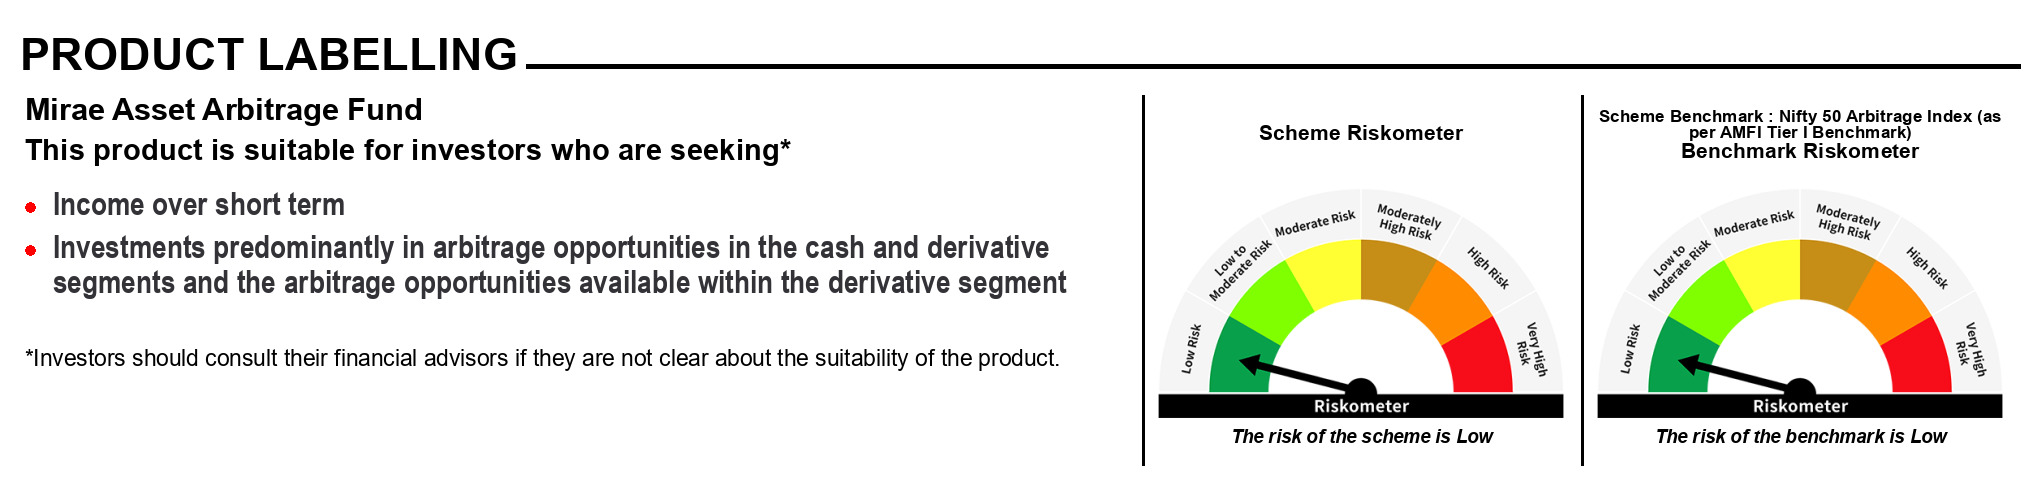 PRODUCT LABELLING
Mirae Asset Arbitrage Fund
This product is suitable for investors who are seeking*
Income over short term
Investments predominantly in arbitrage opportunities in the cash and derivative
segments and the arbitrage opportunities available within the derivative segment
*Investors should consult their financial advisors if they are not clear about the suitability of the product.
Scheme Riskometer
Low Risk
Low to
Moderate Risk
Moderate Risk
Moderately
High Risk
High Risk
Very High
Risk
Riskometer
The risk of the scheme is Low
Scheme Benchmark : Nifty 50 Arbitrage Index (as
per AMFI Tier I Benchmark)
Benchmark Riskometer
Low Risk
Low to
Moderate Risk
Moderate Risk
Moderately
High Risk
High Risk
Very High
Risk
Riskometer
The risk of the benchmark is Low